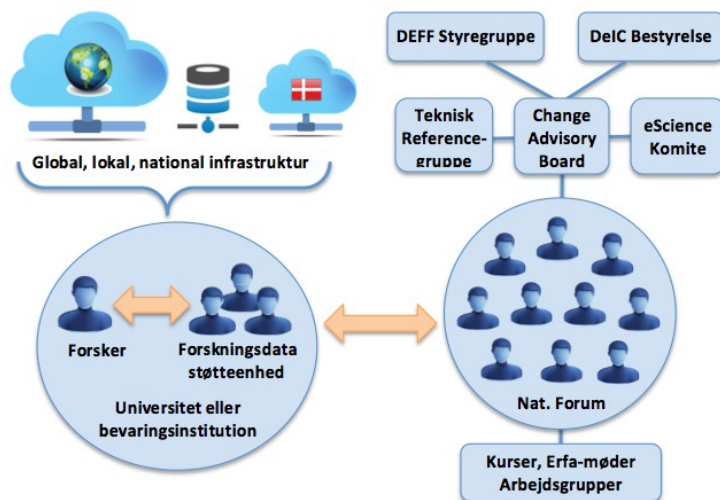 DEFF Styregruppe
DeIC Bestyrelse
Teknisk
Reference-
gruppe
Change
Advisory
Board
eScience
Komite
Global, lokal, national infrastruktur
Forsker
Forskningsdata
støtteenhed
Universitet eller
bevaringsinstitution
Nat. Forum
Kurser, Erfa-møder
Arbejdsgrupper